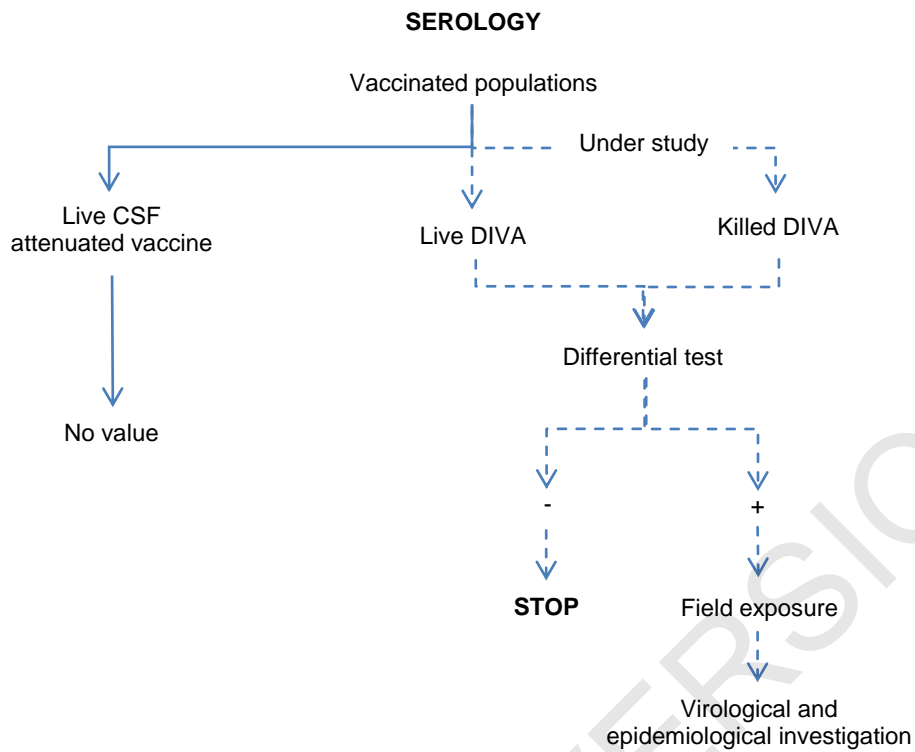 SEROLOGY
Vaccinated populations
Under study
Live CSF
attenuated vaccine
Live DIVA
Killed DIVA
Differential test
No value
-
+
STOP
Field exposure
Virological and
epidemiological investigation
ERSIO